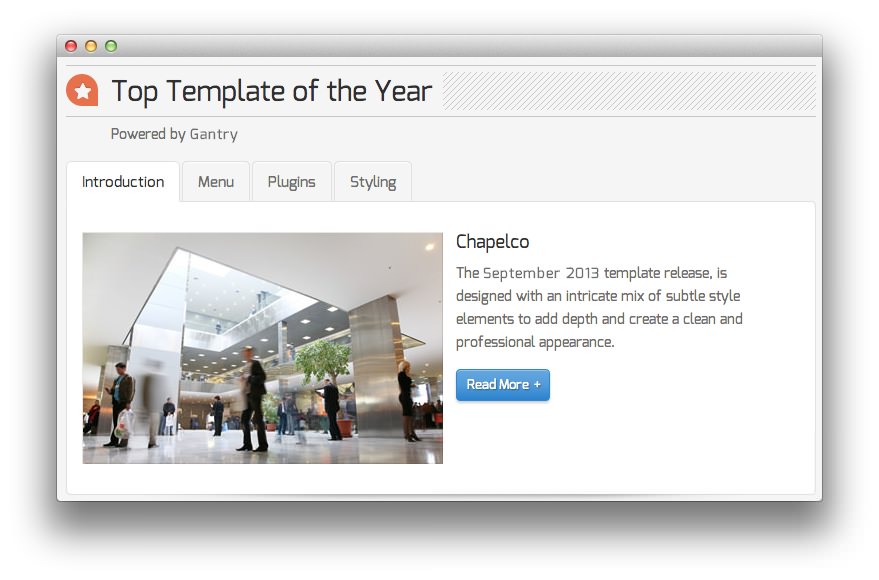 Top Template of the Year
Powered by Gantry
Introduction
Menu
Plugins
Styling
Chapelco
The September 2013 template release, is
designed with an intricate mix of subtle style
elements to add depth and create a clean and
professional appearance.
Read More +